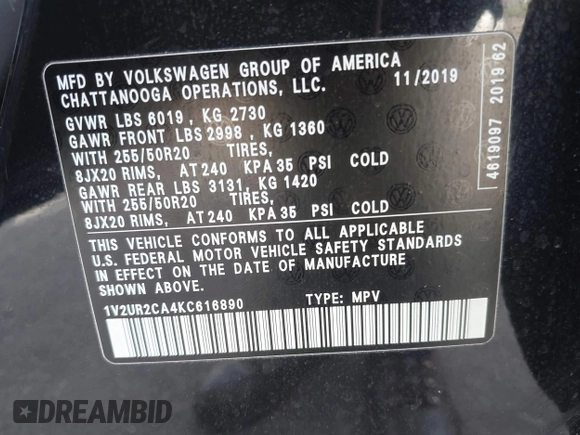 MFD BY VOLKSWAGEN GROUP OF AMERICA
CHATTANOOGA OPERATIONS, LLC. 11/2019
GVWR LBS 6019 , KG 2730
GAWR FRONT LBS 2998 , KG 1360
WITH 255/50R20 TIRES,
8JX20 RIMS, AT 240 KPA 35 PSI COLD
GAWR REAR LBS 3131, KG 1420
WITH 255/50R20 TIRES,
8JX20 RIMS, AT 240 KPA 35 PSI COLD
THIS VEHICLE CONFORMS TO ALL APPLICABLE
U.S. FEDERAL MOTOR VEHICLE SAFETY STANDARDS
IN EFFECT ON THE DATE OF MANUFACTURE
SHOWN ABOVE.
1V2UR2CA4KC616890 TYPE: MPV
4619097 2019 62
DREAMBID